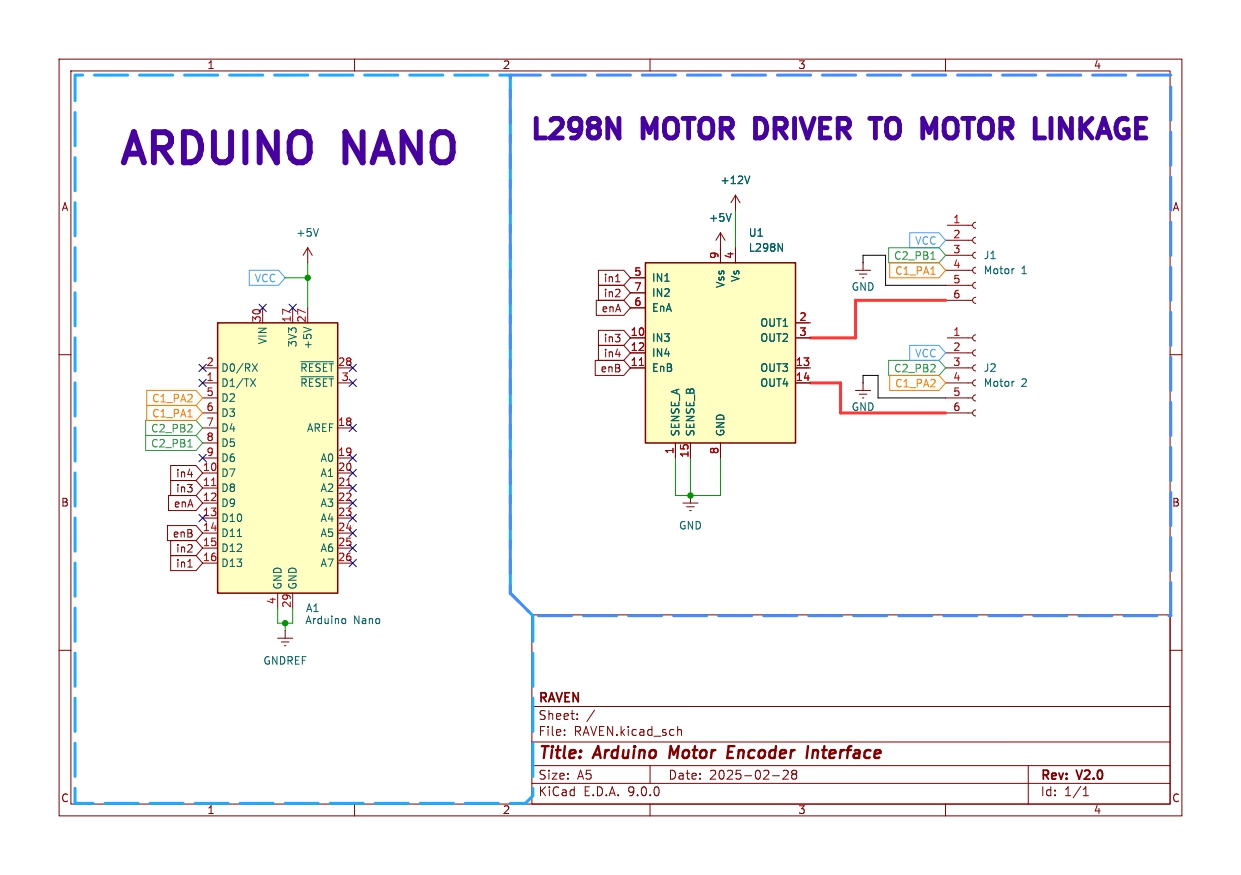 1 2 3 4
ARDUINO NANO
L298N MOTOR DRIVER TO MOTOR LINKAGE
A A
+5V
VCC
30 17 27
VIN 3V3 +5V
2 D0/RX RESET 28
1 D1/TX RESET 3
C1_PA2 5 D2
C1_PA1 6 D3
C2_PB2 7 D4 AREF 18
C2_PB1 8 D5
9 D6 A0 19
in4 10 D7 A1 20
in3 11 D8 A2 21
enA 12 D9 A3 22
13 D10 A4 23
enB 14 D11 A5 24
in2 15 D12 A6 25
in1 16 D13 A7 26
GND GND
4 29
A1
Arduino Nano
GNDREF
+12V
+5V
U1
L298N
9 4
Vss Vs
in1 5 IN1
in2 7 IN2
enA 6 EnA
OUT1 2
in3 10 IN3 OUT2 3
in4 12 IN4
enB 11 EnB OUT3 13
OUT4 14
SENSE_A SENSE_B GND
1 15 8
GND
1
VCC 2
C2_PB1 3 J1
C1_PA1 4 Motor 1
GND 5
6
1
VCC 2
C2_PB2 3 J2
C1_PA2 4 Motor 2
GND 5
6
B B
RAVEN
Sheet: /
File: RAVEN.kicad_sch
Title: Arduino Motor Encoder Interface
Size: A5 Date: 2025-02-28 Rev: V2.0
KiCad E.D.A. 9.0.0 Id: 1/1
C C
1 2 3 4